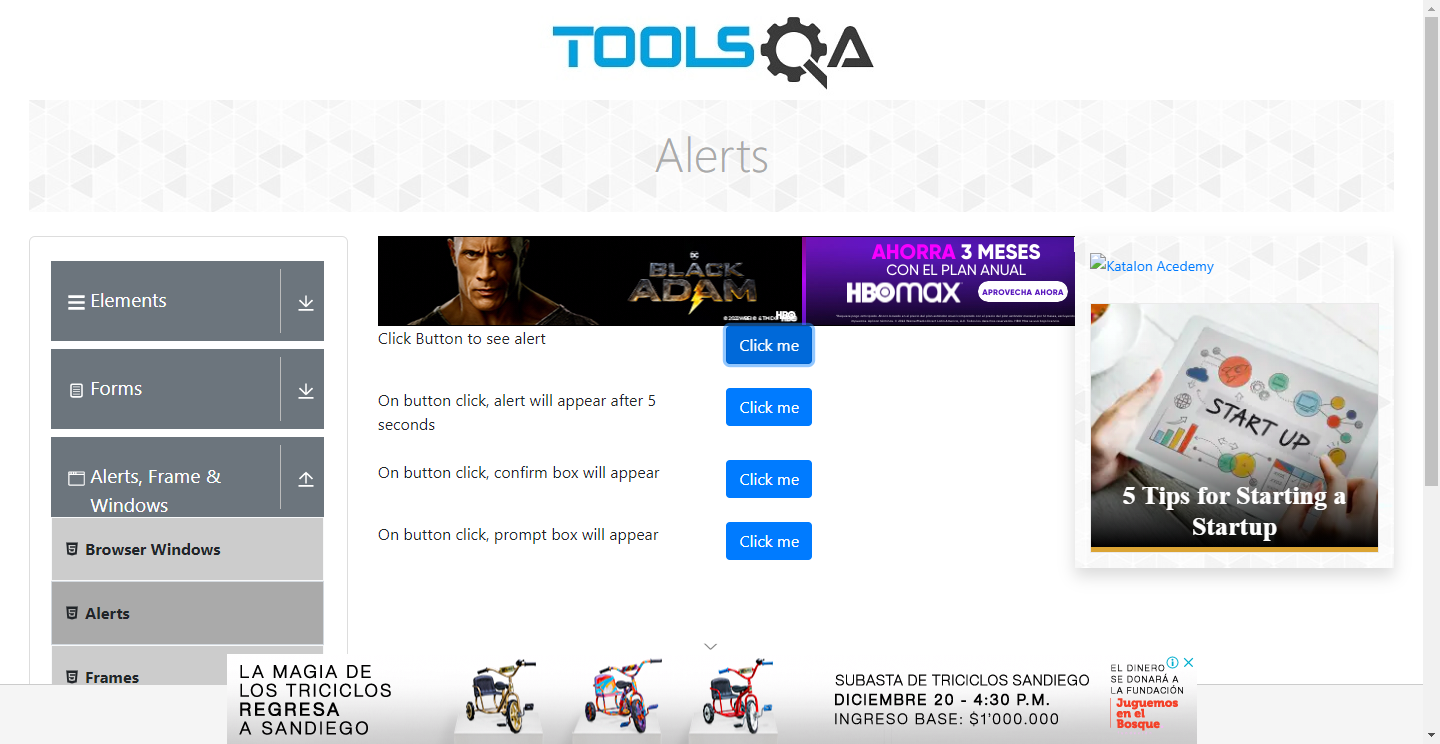 TOOLSQA
Alerts
Elements
Forms
Alerts, Frame &
Windows
Browser Windows
Alerts
Frames
DC
BLACK
ADAM
HBO
AHORRA 3 MESES
CON EL PLAN ANUAL
HBOmax
APROVECHA AHORA
Click Button to see alert
Click me
On button click, alert will appear after 5
seconds
Click me
On button click, confirm box will appear
Click me
On button click, prompt box will appear
Click me
Katalon Acedemy
START UP
5 Tips for Starting a
Startup
LA MAGIA DE
LOS TRICICLOS
REGRESA
A SANDIEGO
SUBASTA DE TRICICLOS SANDIEGO
DICIEMBRE 20 - 4:30 P.M.
INGRESO BASE: $1'000.000
EL DINERO
SE DONARÁ A
LA FUNDACIÓN
Juguemos
en el
Bosque